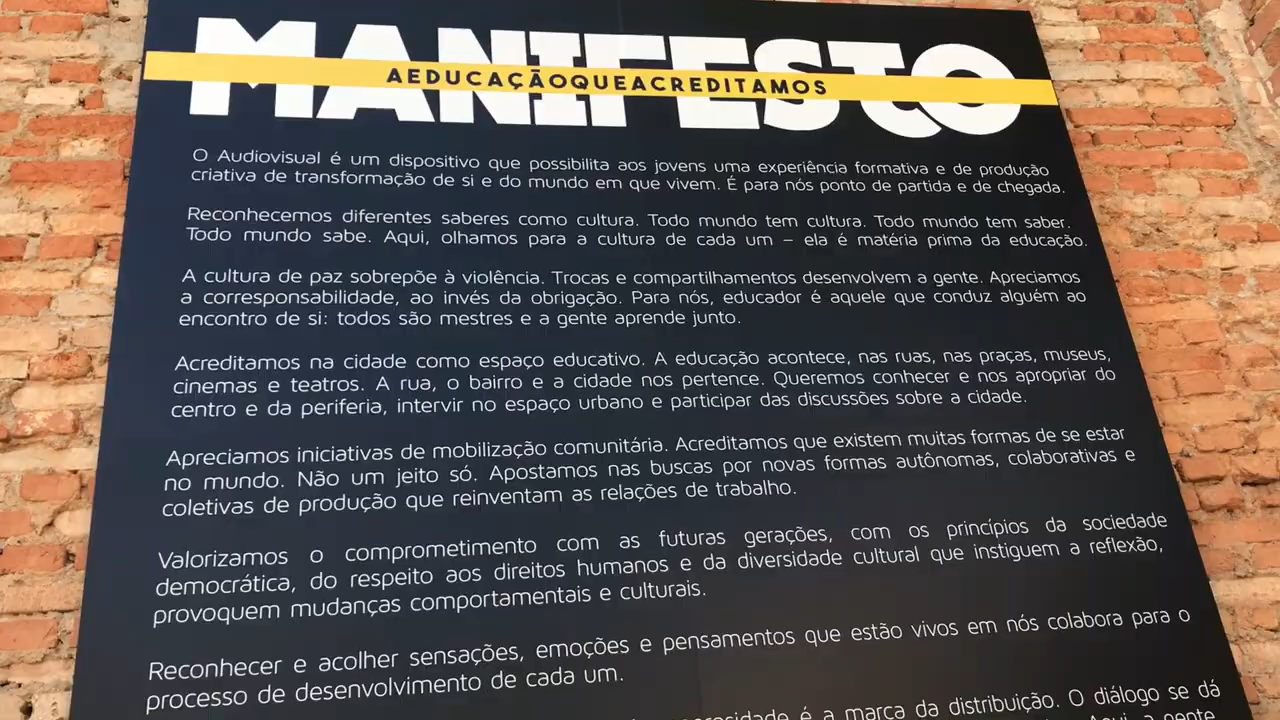 MANIFESTO
AEDUCAÇÃOQUEACREDITAMOS
O Audiovisual é um dispositivo que possibilita aos jovens uma experiência formativa e de produção
criativa de transformação de si e do mundo em que vivem. É para nós ponto de partida e de chegada.
Reconhecemos diferentes saberes como cultura. Todo mundo tem cultura. Todo mundo tem saber.
Todo mundo sabe. Aqui, olhamos para a cultura de cada um – ela é matéria prima da educação.
A cultura de paz sobrepõe à violência. Trocas e compartilhamentos desenvolvem a gente. Apreciamos
a corresponsabilidade, ao invés da obrigação. Para nós, educador é aquele que conduz alguém ao
encontro de si: todos são mestres e a gente aprende junto.
Acreditamos na cidade como espaço educativo. A educação acontece, nas ruas, nas praças, museus,
cinemas e teatros. A rua, o bairro e a cidade nos pertence. Queremos conhecer e nos apropriar do
centro e da periferia, intervir no espaço urbano e participar das discussões sobre a cidade.
Apreciamos iniciativas de mobilização comunitária. Acreditamos que existem muitas formas de se estar
no mundo. Não um jeito só. Apostamos nas buscas por novas formas autônomas, colaborativas e
coletivas de produção que reinventam as relações de trabalho.
Valorizamos o comprometimento com as futuras gerações, com os princípios da sociedade
democrática, do respeito aos direitos humanos e da diversidade cultural que instiguem a reflexão,
provoquem mudanças comportamentais e culturais.
Reconhecer e acolher sensações, emoções e pensamentos que estão vivos em nós colabora para o
processo de desenvolvimento de cada um.
é a marca da distribuição. O diálogo se dá